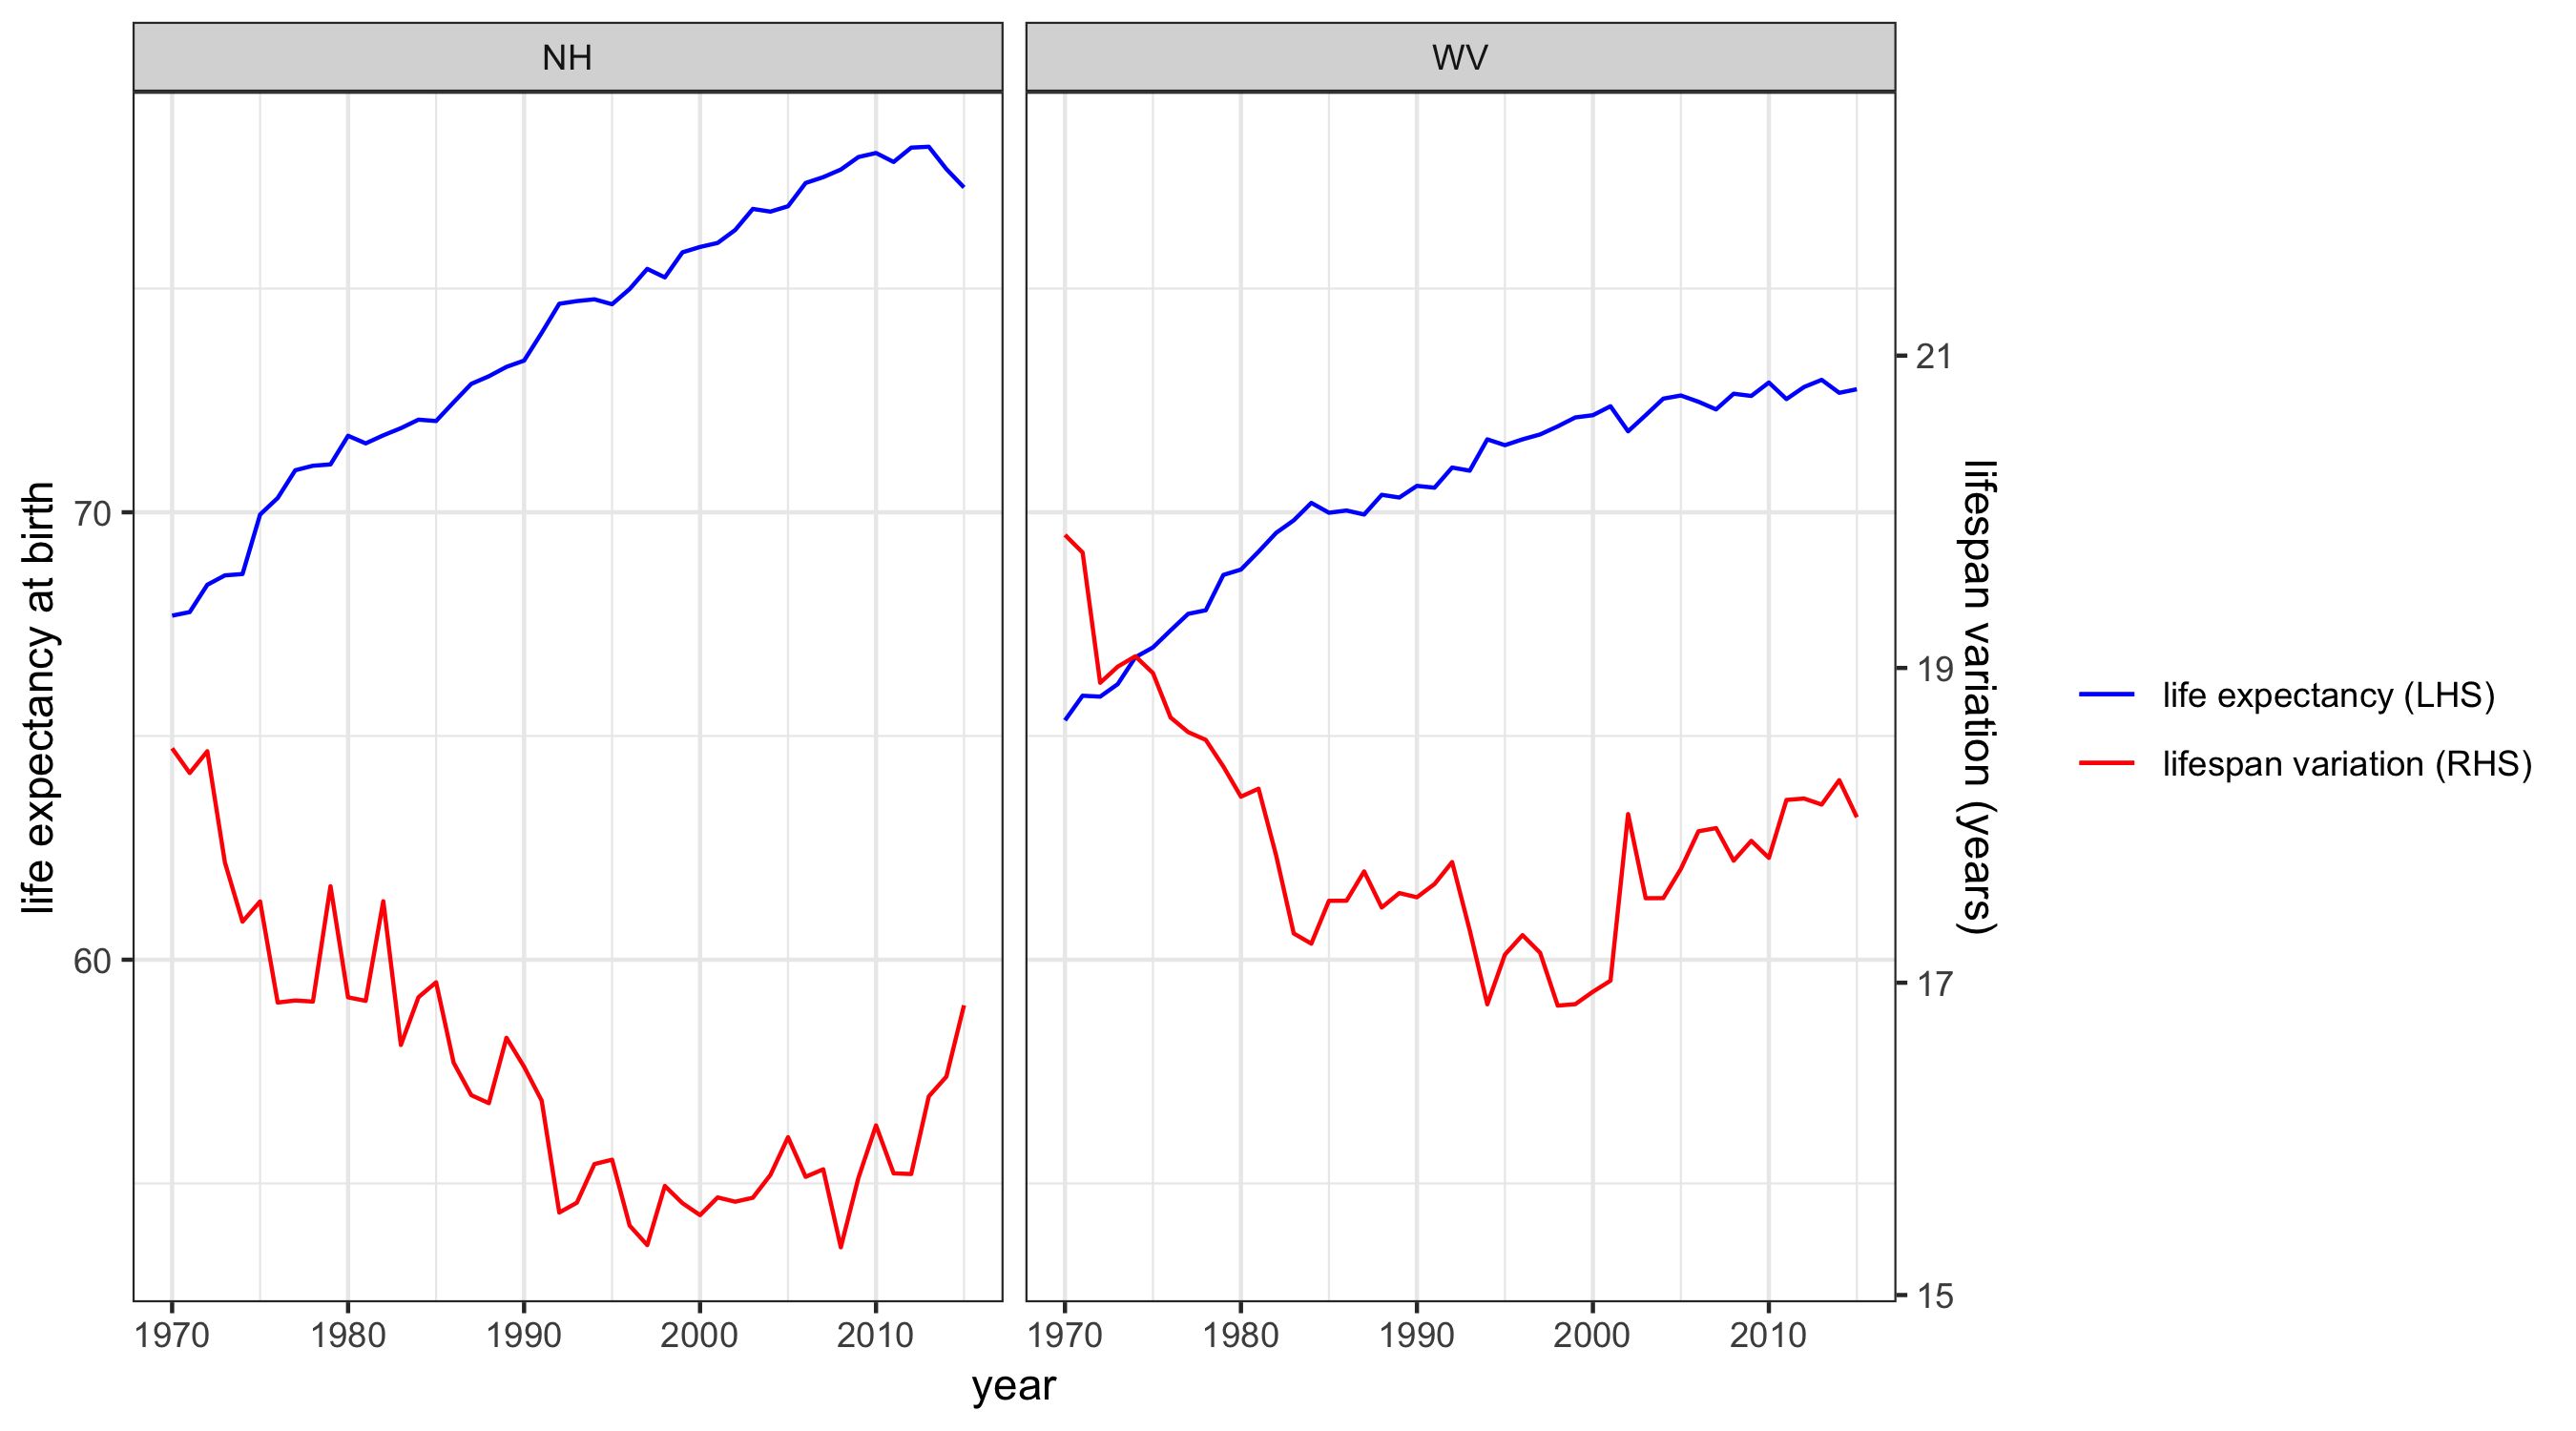 NH
WV
life expectancy at birth
70
60
21
19
17
15
lifespan variation (years)
1970 1980 1990 2000 2010
1970 1980 1990 2000 2010
year
life expectancy (LHS)
lifespan variation (RHS)